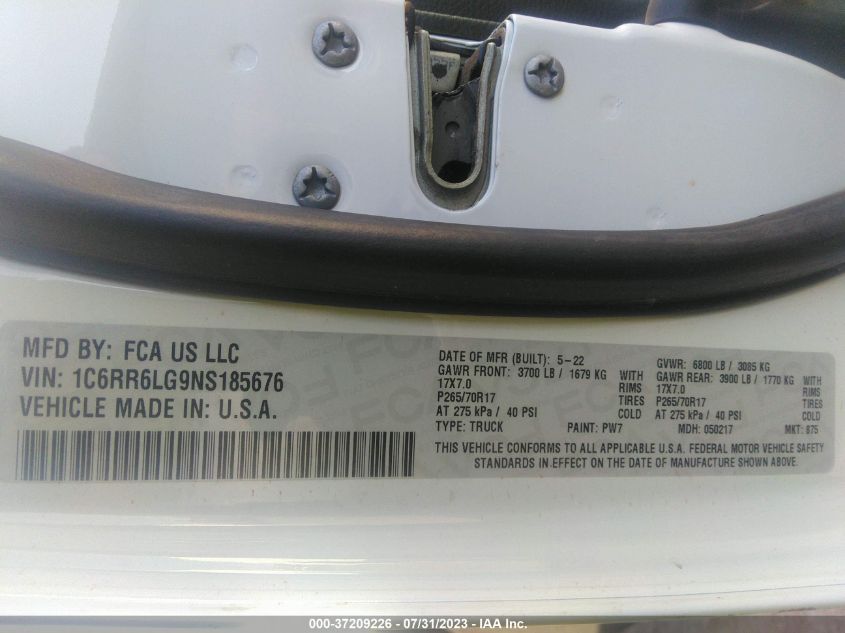 MFD BY: FCA US LLC
VIN: 1C6RR6LG9NS185676
VEHICLE MADE IN: U.S.A.
DATE OF MFR (BUILT): 5-22
GVWR: 6800 LB / 3085 KG
GAWR FRONT: 3700 LB / 1679 KG WITH
GAWR REAR: 3900 LB / 1770 KG WITH
17X7.0 RIMS
17X7.0 RIMS
P265/70R17 TIRES
P265/70R17 TIRES
AT 275 kPa / 40 PSI COLD
AT 275 kPa / 40 PSI COLD
TYPE: TRUCK PAINT: PW7 MDH: 050217 MKT: 875
THIS VEHICLE CONFORMS TO ALL APPLICABLE U.S.A. FEDERAL MOTOR VEHICLE SAFETY
STANDARDS IN EFFECT ON THE DATE OF MANUFACTURE SHOWN ABOVE.
000-37209226 - 07/31/2023 - IAA Inc.